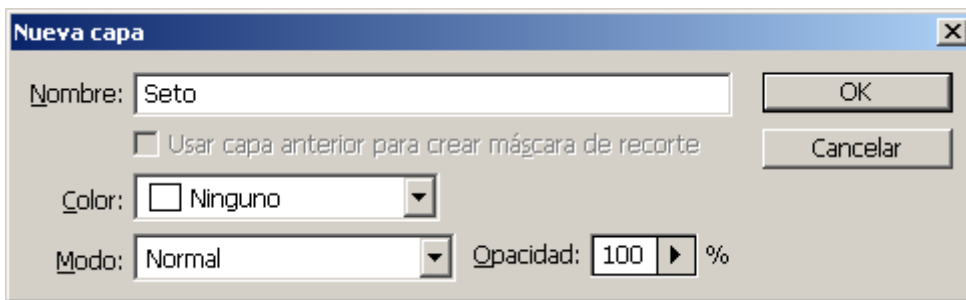 Nueva capa
Nombre: Seto
OK
Usar capa anterior para crear máscara de recorte
Cancelar
Color: Ninguno
Modo: Normal Opacidad: 100 %